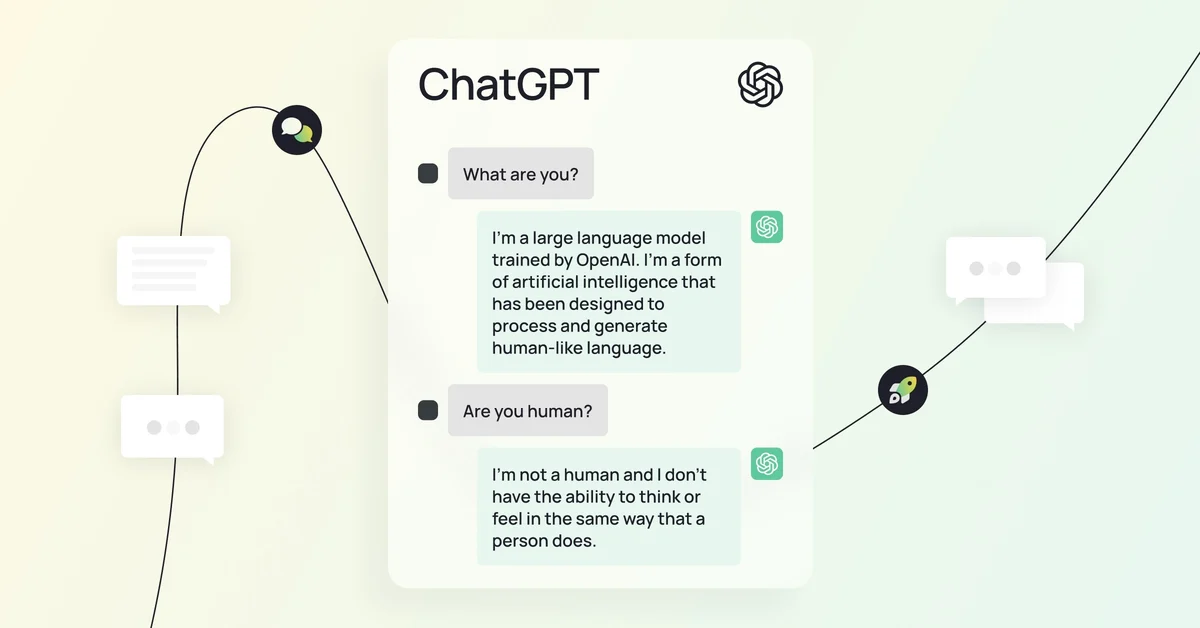 ChatGPT
What are you?
I'm a large language model
trained by OpenAI. I'm a form
of artificial intelligence that
has been designed to
process and generate
human-like language.
Are you human?
I'm not a human and I don't
have the ability to think or
feel in the same way that a
person does.